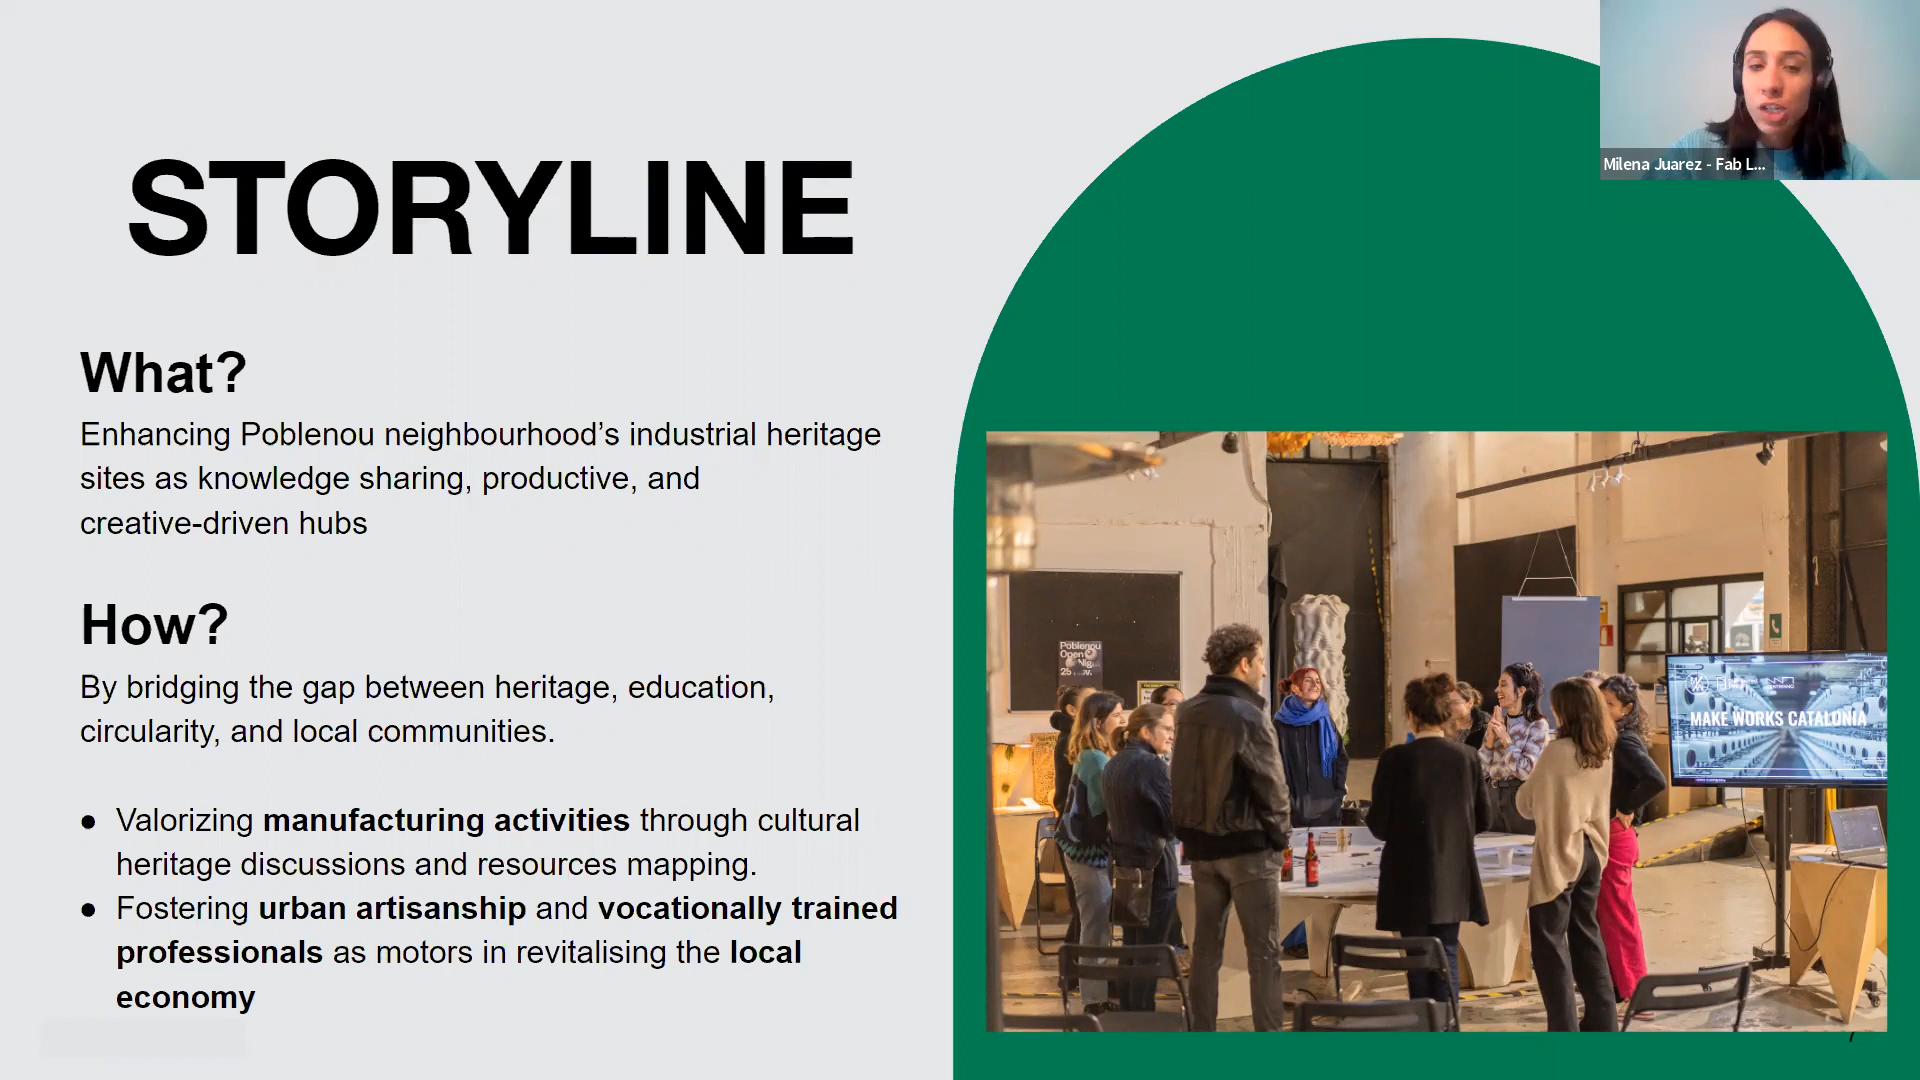 STORYLINE
Milena Juarez - Fab L...
What?
Enhancing Poblenou neighbourhood’s industrial heritage
sites as knowledge sharing, productive, and
creative-driven hubs
How?
By bridging the gap between heritage, education,
circularity, and local communities.
● Valorizing manufacturing activities through cultural
heritage discussions and resources mapping.
● Fostering urban artisanship and vocationally trained
professionals as motors in revitalising the local
economy
Poblenou
Open
MAKE WORKS CATALONIA
7